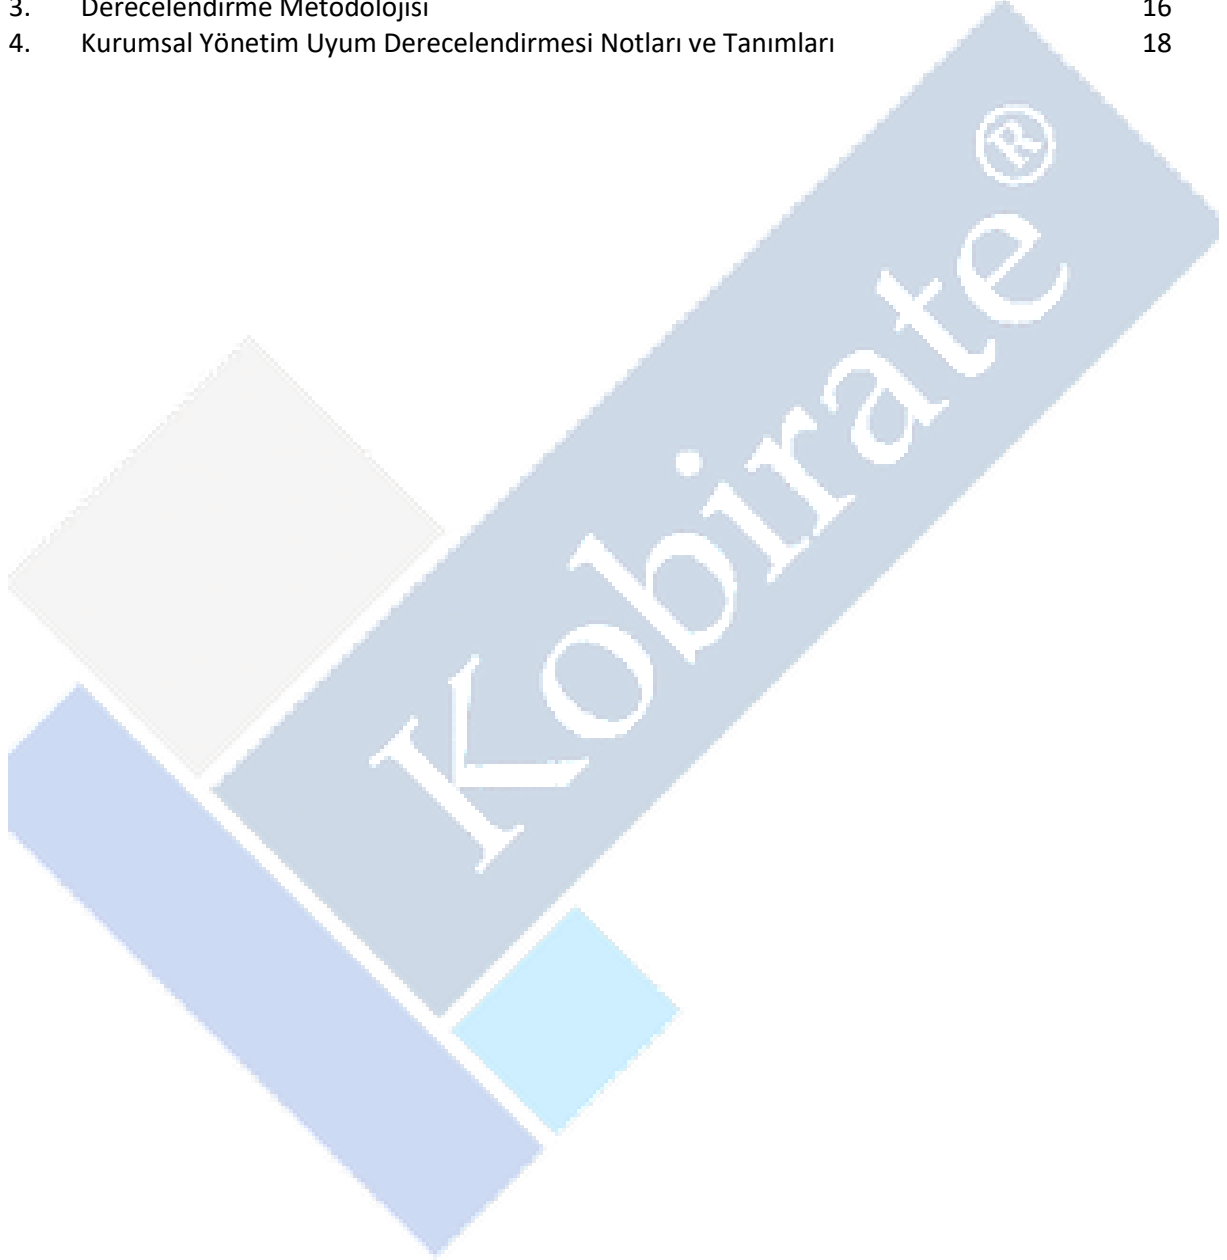 3. Derecelendirme Metodolojisi 16
4. Kurumsal Yönetim Uyum Derecelendirmesi Notları ve Tanımları 18
Kobirate ®